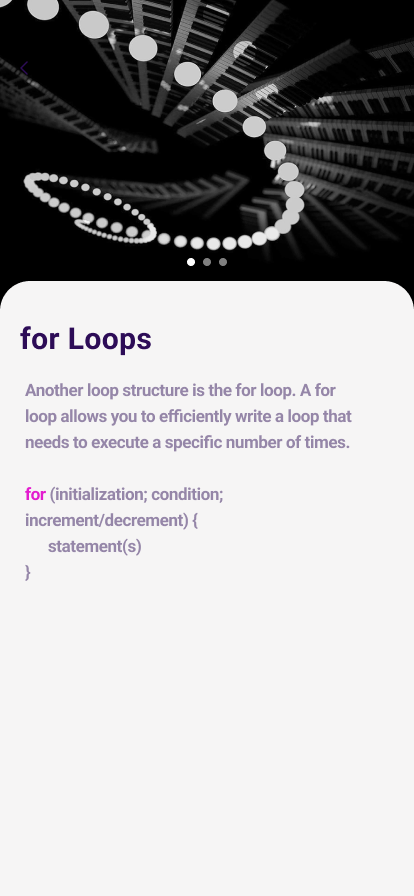 for Loops
Another loop structure is the for loop. A for
loop allows you to efficiently write a loop that
needs to execute a specific number of times.
for (initialization; condition;
increment/decrement) {
statement(s)
}